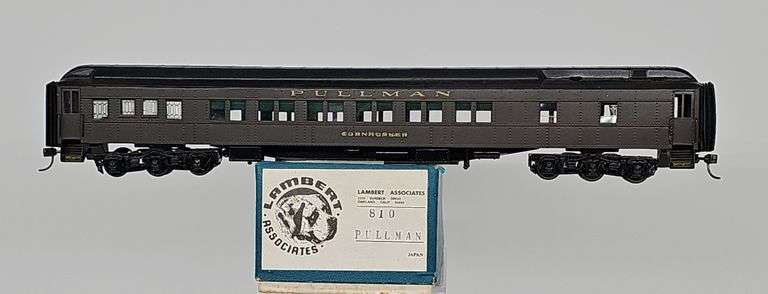 PULLMAN
CORNHUSKER
LAMBERT
ASSOCIATES
LAMBERT ASSOCIATES
810
PULLMAN
JAPAN